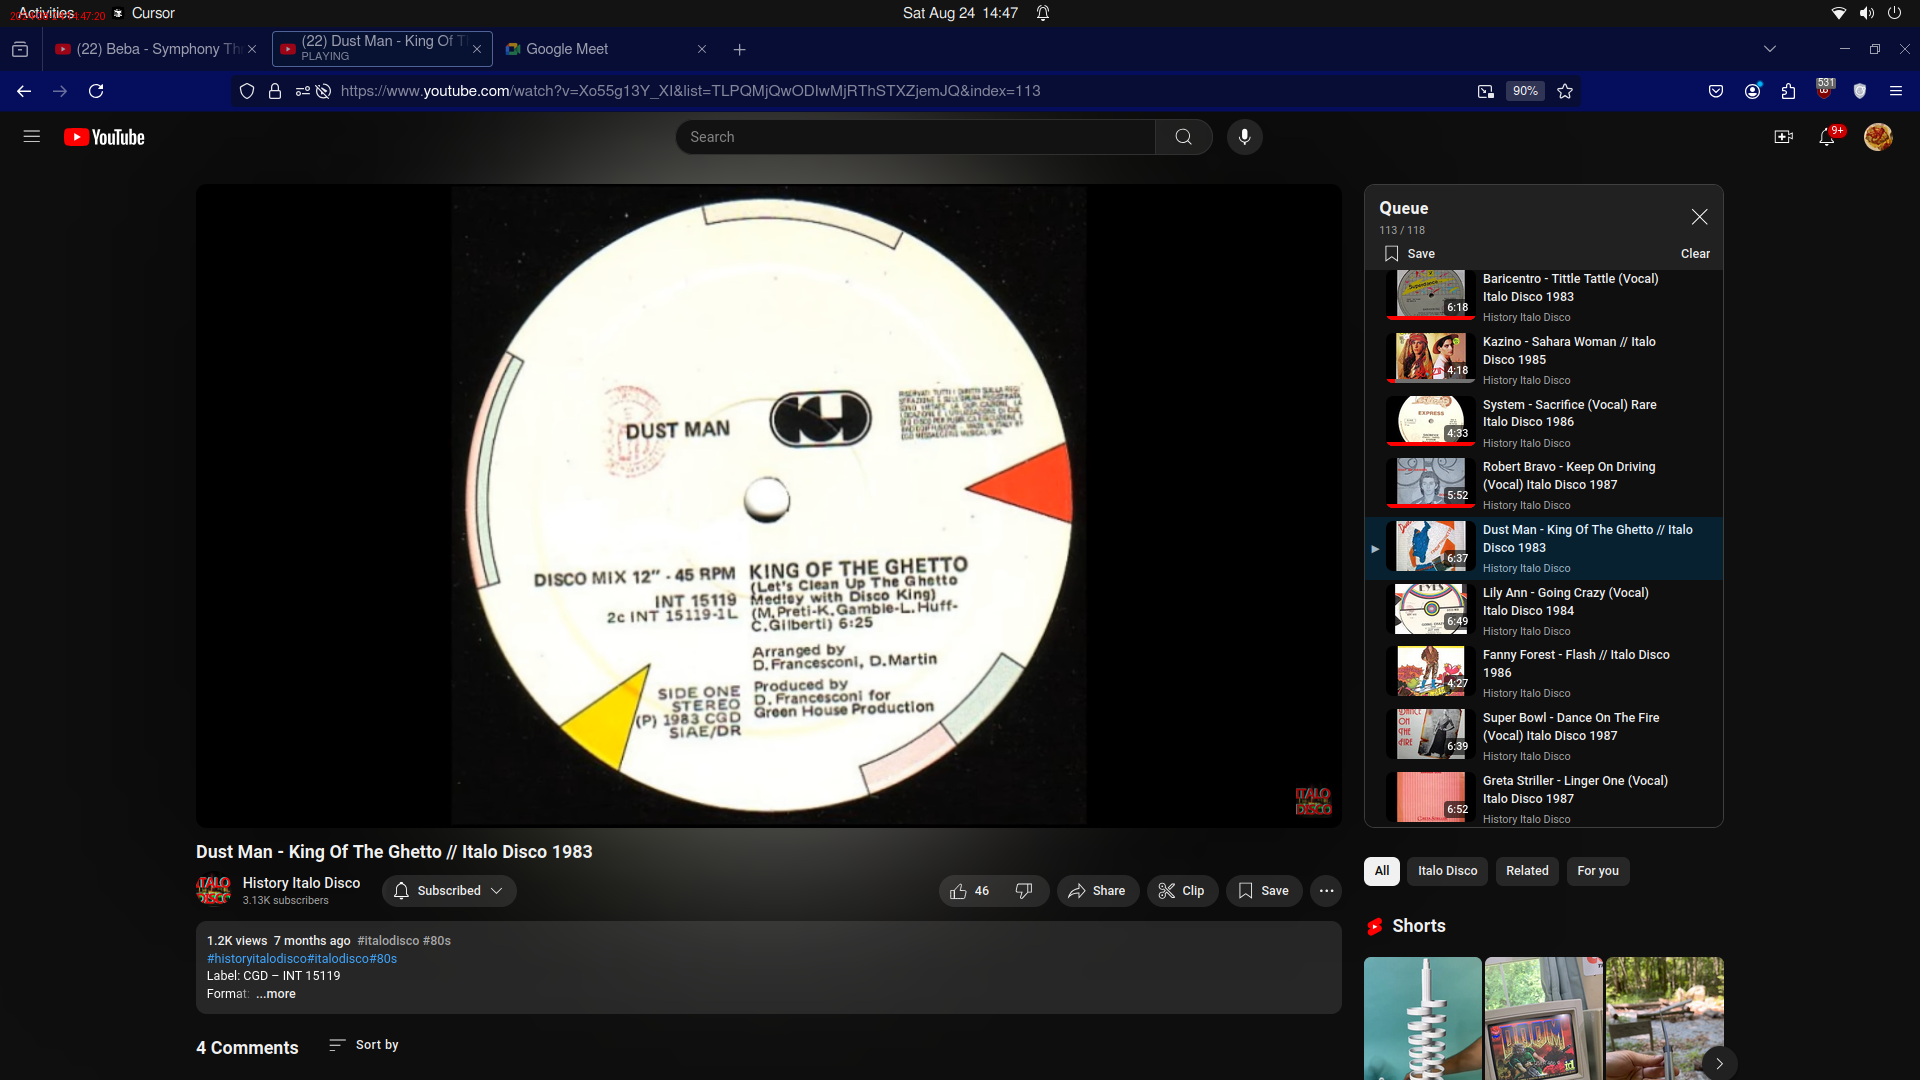 Activities
Cursor
Sat Aug 24 14:47
(22) Beba - Symphony Th
(22) Dust Man - King Of T
PLAYING
Google Meet
https://www.youtube.com/watch?v=Xo55g13Y_XI&list=TLPQMjQwODIwMjRThSTXZjemJQ&index=113
90%
531
YouTube
Search
9+
DUST MAN
DISCO MIX 12" - 45 RPM
INT 15119
2c INT 15119-1L
KING OF THE GHETTO
(Let's Clean Up The Ghetto
Medley with Disco King)
(M.Preti-K.Gamble-L.Huff-
C.Gilberti) 6:25
Arranged by
D.Francesconi, D.Martin
Produced by
D. Francesconi for
Green House Production
SIDE ONE
STEREO
(P) 1983 CGD
SIAE/DR
ITALO
DISCO
Queue
113 / 118
Save
Clear
Superdance
6:18
Baricentro - Tittle Tattle (Vocal)
Italo Disco 1983
History Italo Disco
4:18
Kazino - Sahara Woman // Italo
Disco 1985
History Italo Disco
EXPRESS
4:33
System - Sacrifice (Vocal) Rare
Italo Disco 1986
History Italo Disco
5:52
Robert Bravo - Keep On Driving
(Vocal) Italo Disco 1987
History Italo Disco
6:37
Dust Man - King Of The Ghetto // Italo
Disco 1983
History Italo Disco
6:49
Lily Ann - Going Crazy (Vocal)
Italo Disco 1984
History Italo Disco
4:27
Fanny Forest - Flash // Italo Disco
1986
History Italo Disco
DANCE
ON
THE
FIRE
6:39
Super Bowl - Dance On The Fire
(Vocal) Italo Disco 1987
History Italo Disco
6:52
Greta Striller - Linger One (Vocal)
Italo Disco 1987
History Italo Disco
Dust Man - King Of The Ghetto // Italo Disco 1983
ITALO
DISCO
History Italo Disco
3.13K subscribers
Subscribed
46
Share
Clip
Save
1.2K views 7 months ago #italodisco #80s
#historyitalodisco#italodisco#80s
Label: CGD – INT 15119
Format: ...more
4 Comments
Sort by
All
Italo Disco
Related
For you
Shorts
DOOM
id